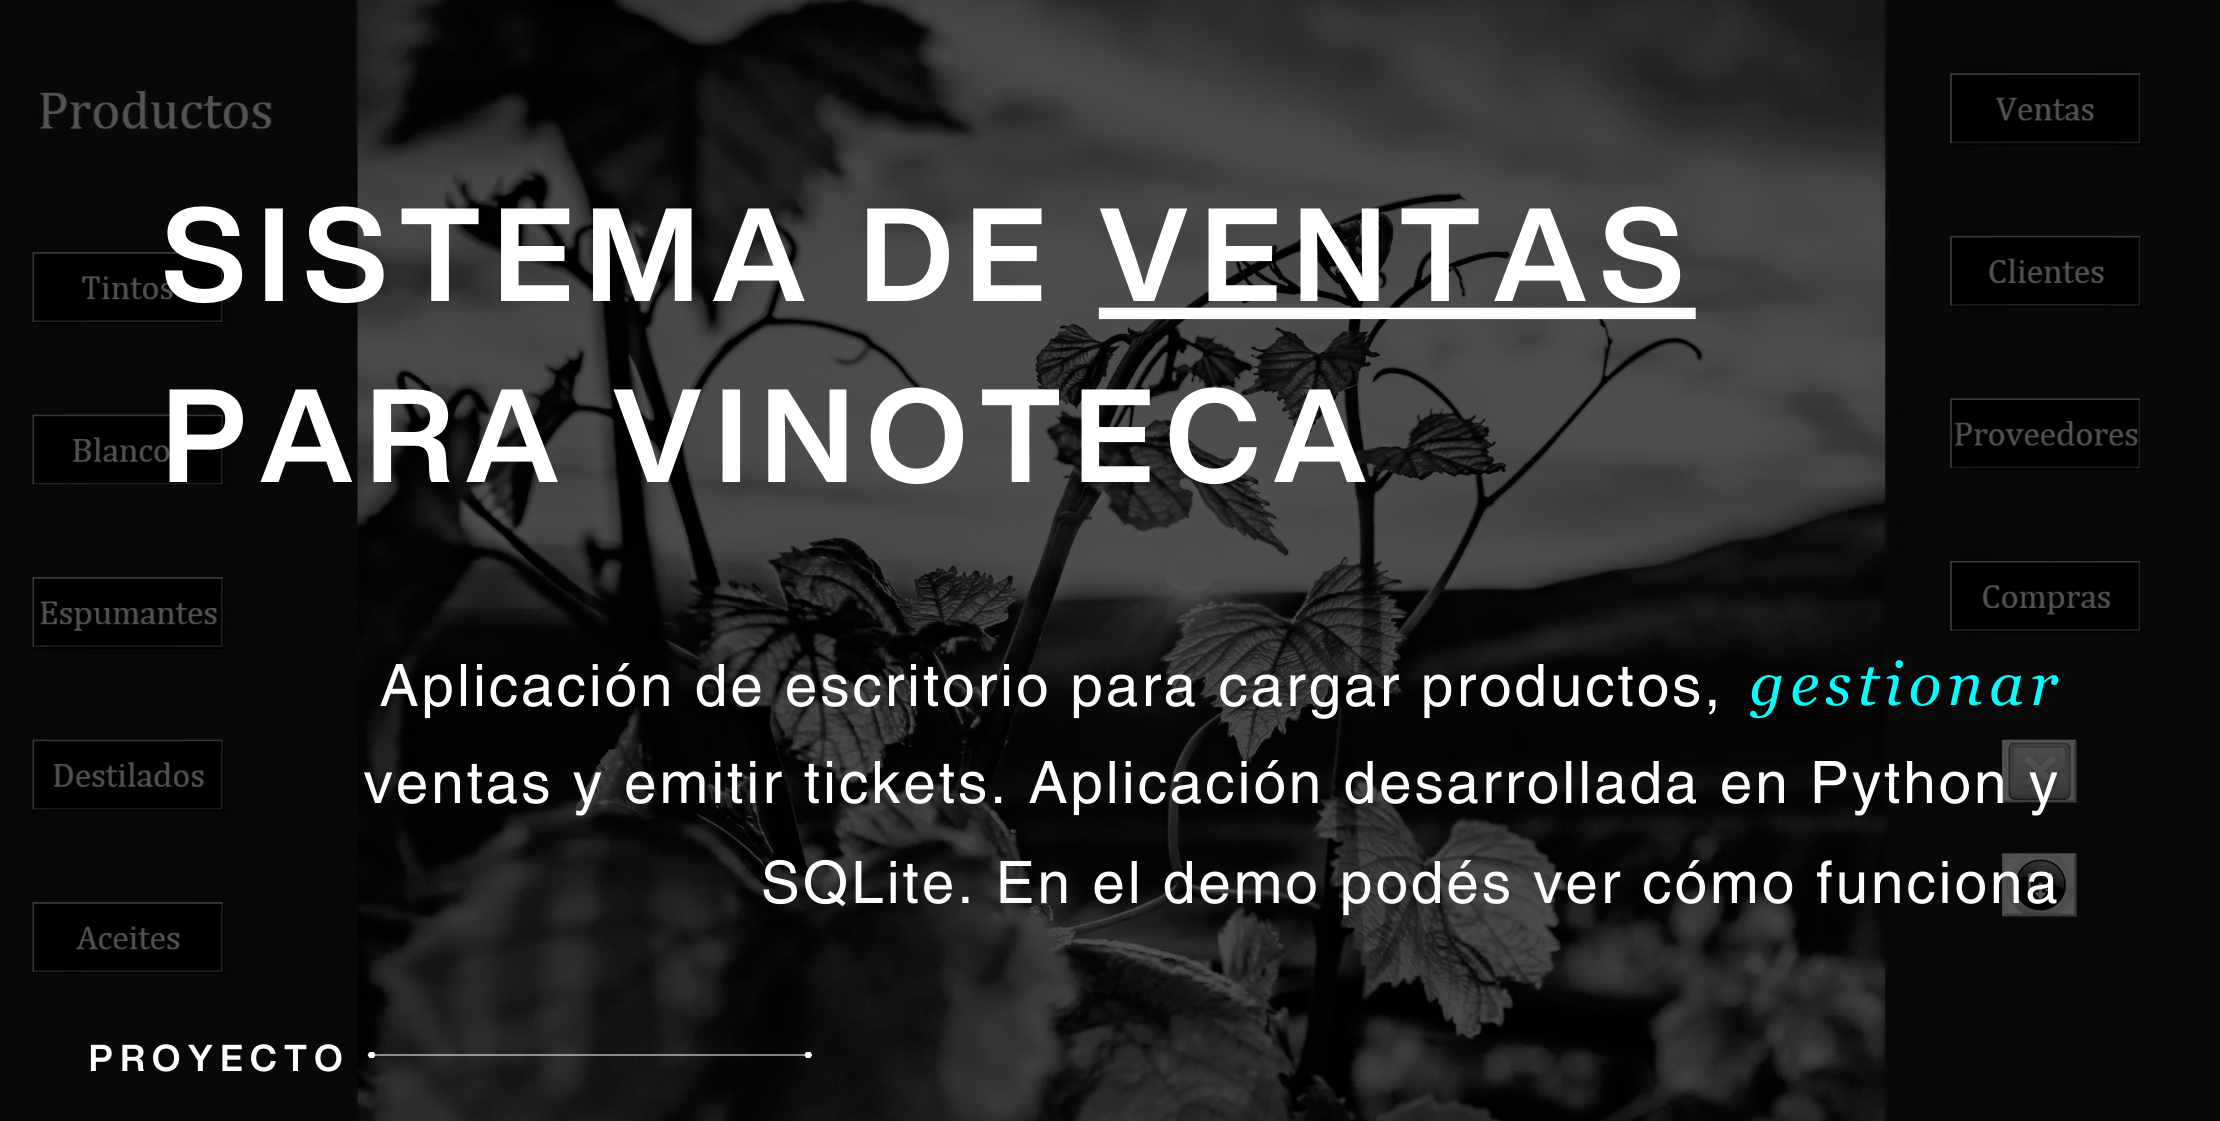 Productos
Ventas
SISTEMA DE VENTAS
Tintos
Clientes
PARA VINOTECA
Blanco
Proveedores
Espumantes
Compras
Aplicación de escritorio para cargar productos, gestionar
ventas y emitir tickets. Aplicación desarrollada en Python y
SQLite. En el demo podés ver cómo funciona
Destilados
Aceites
PROYECTO